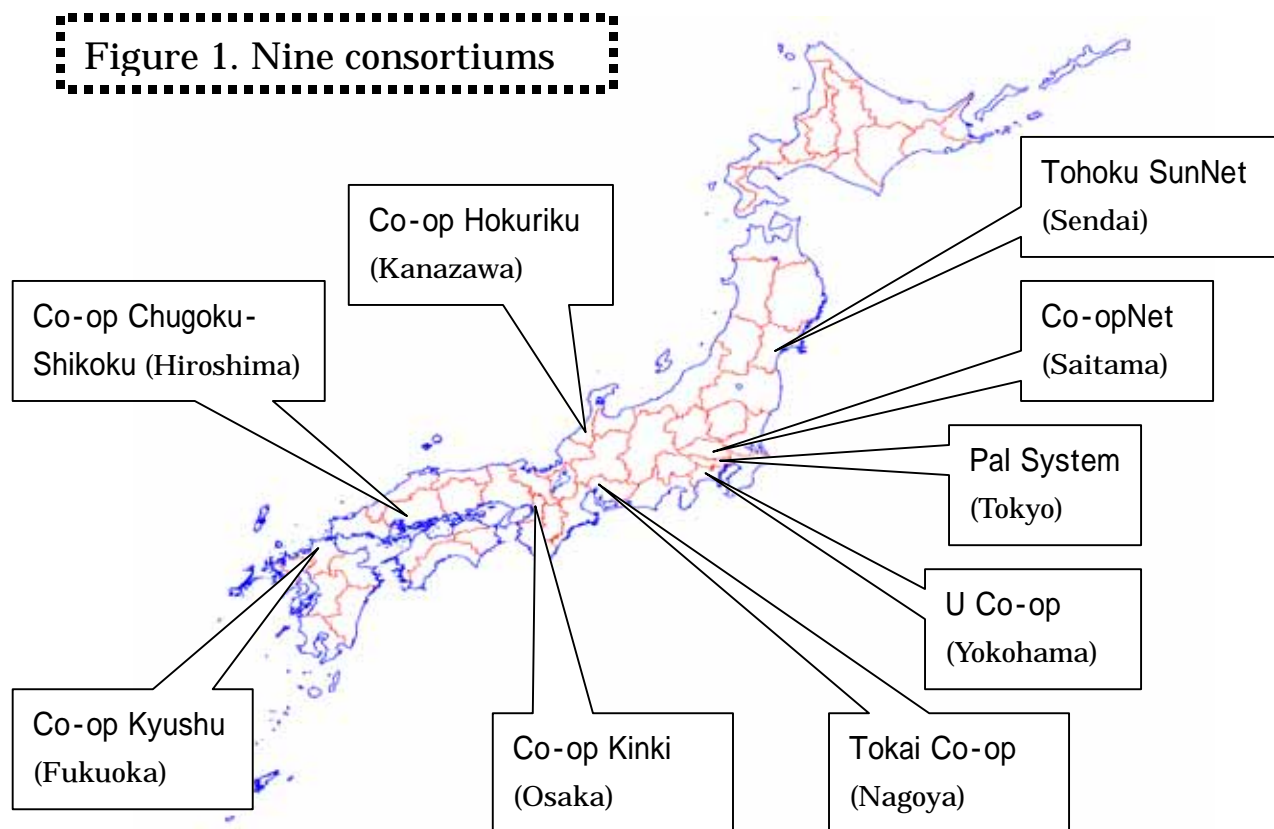 Figure 1. Nine consortiums
Tohoku SunNet
(Sendai)
Co-op Hokuriku
(Kanazawa)
Co-op Chugoku-
Shikoku (Hiroshima)
Co-opNet
(Saitama)
Pal System
(Tokyo)
U Co-op
(Yokohama)
Co-op Kyushu
(Fukuoka)
Co-op Kinki
(Osaka)
Tokai Co-op
(Nagoya)